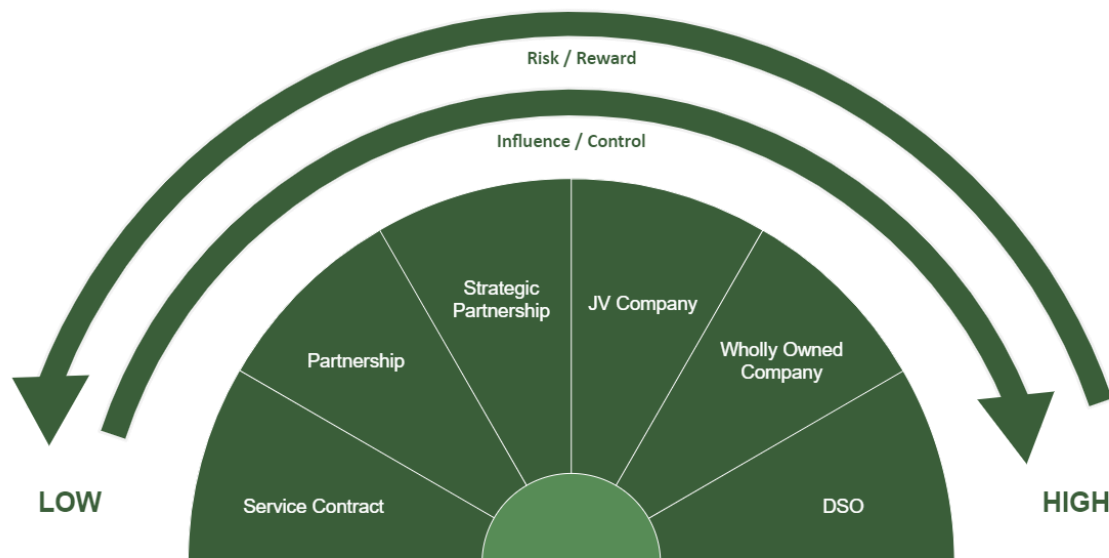 Risk / Reward
Influence / Control
Strategic
Partnership
JV Company
Partnership
Wholly Owned
Company
Service Contract
DSO
LOW
HIGH